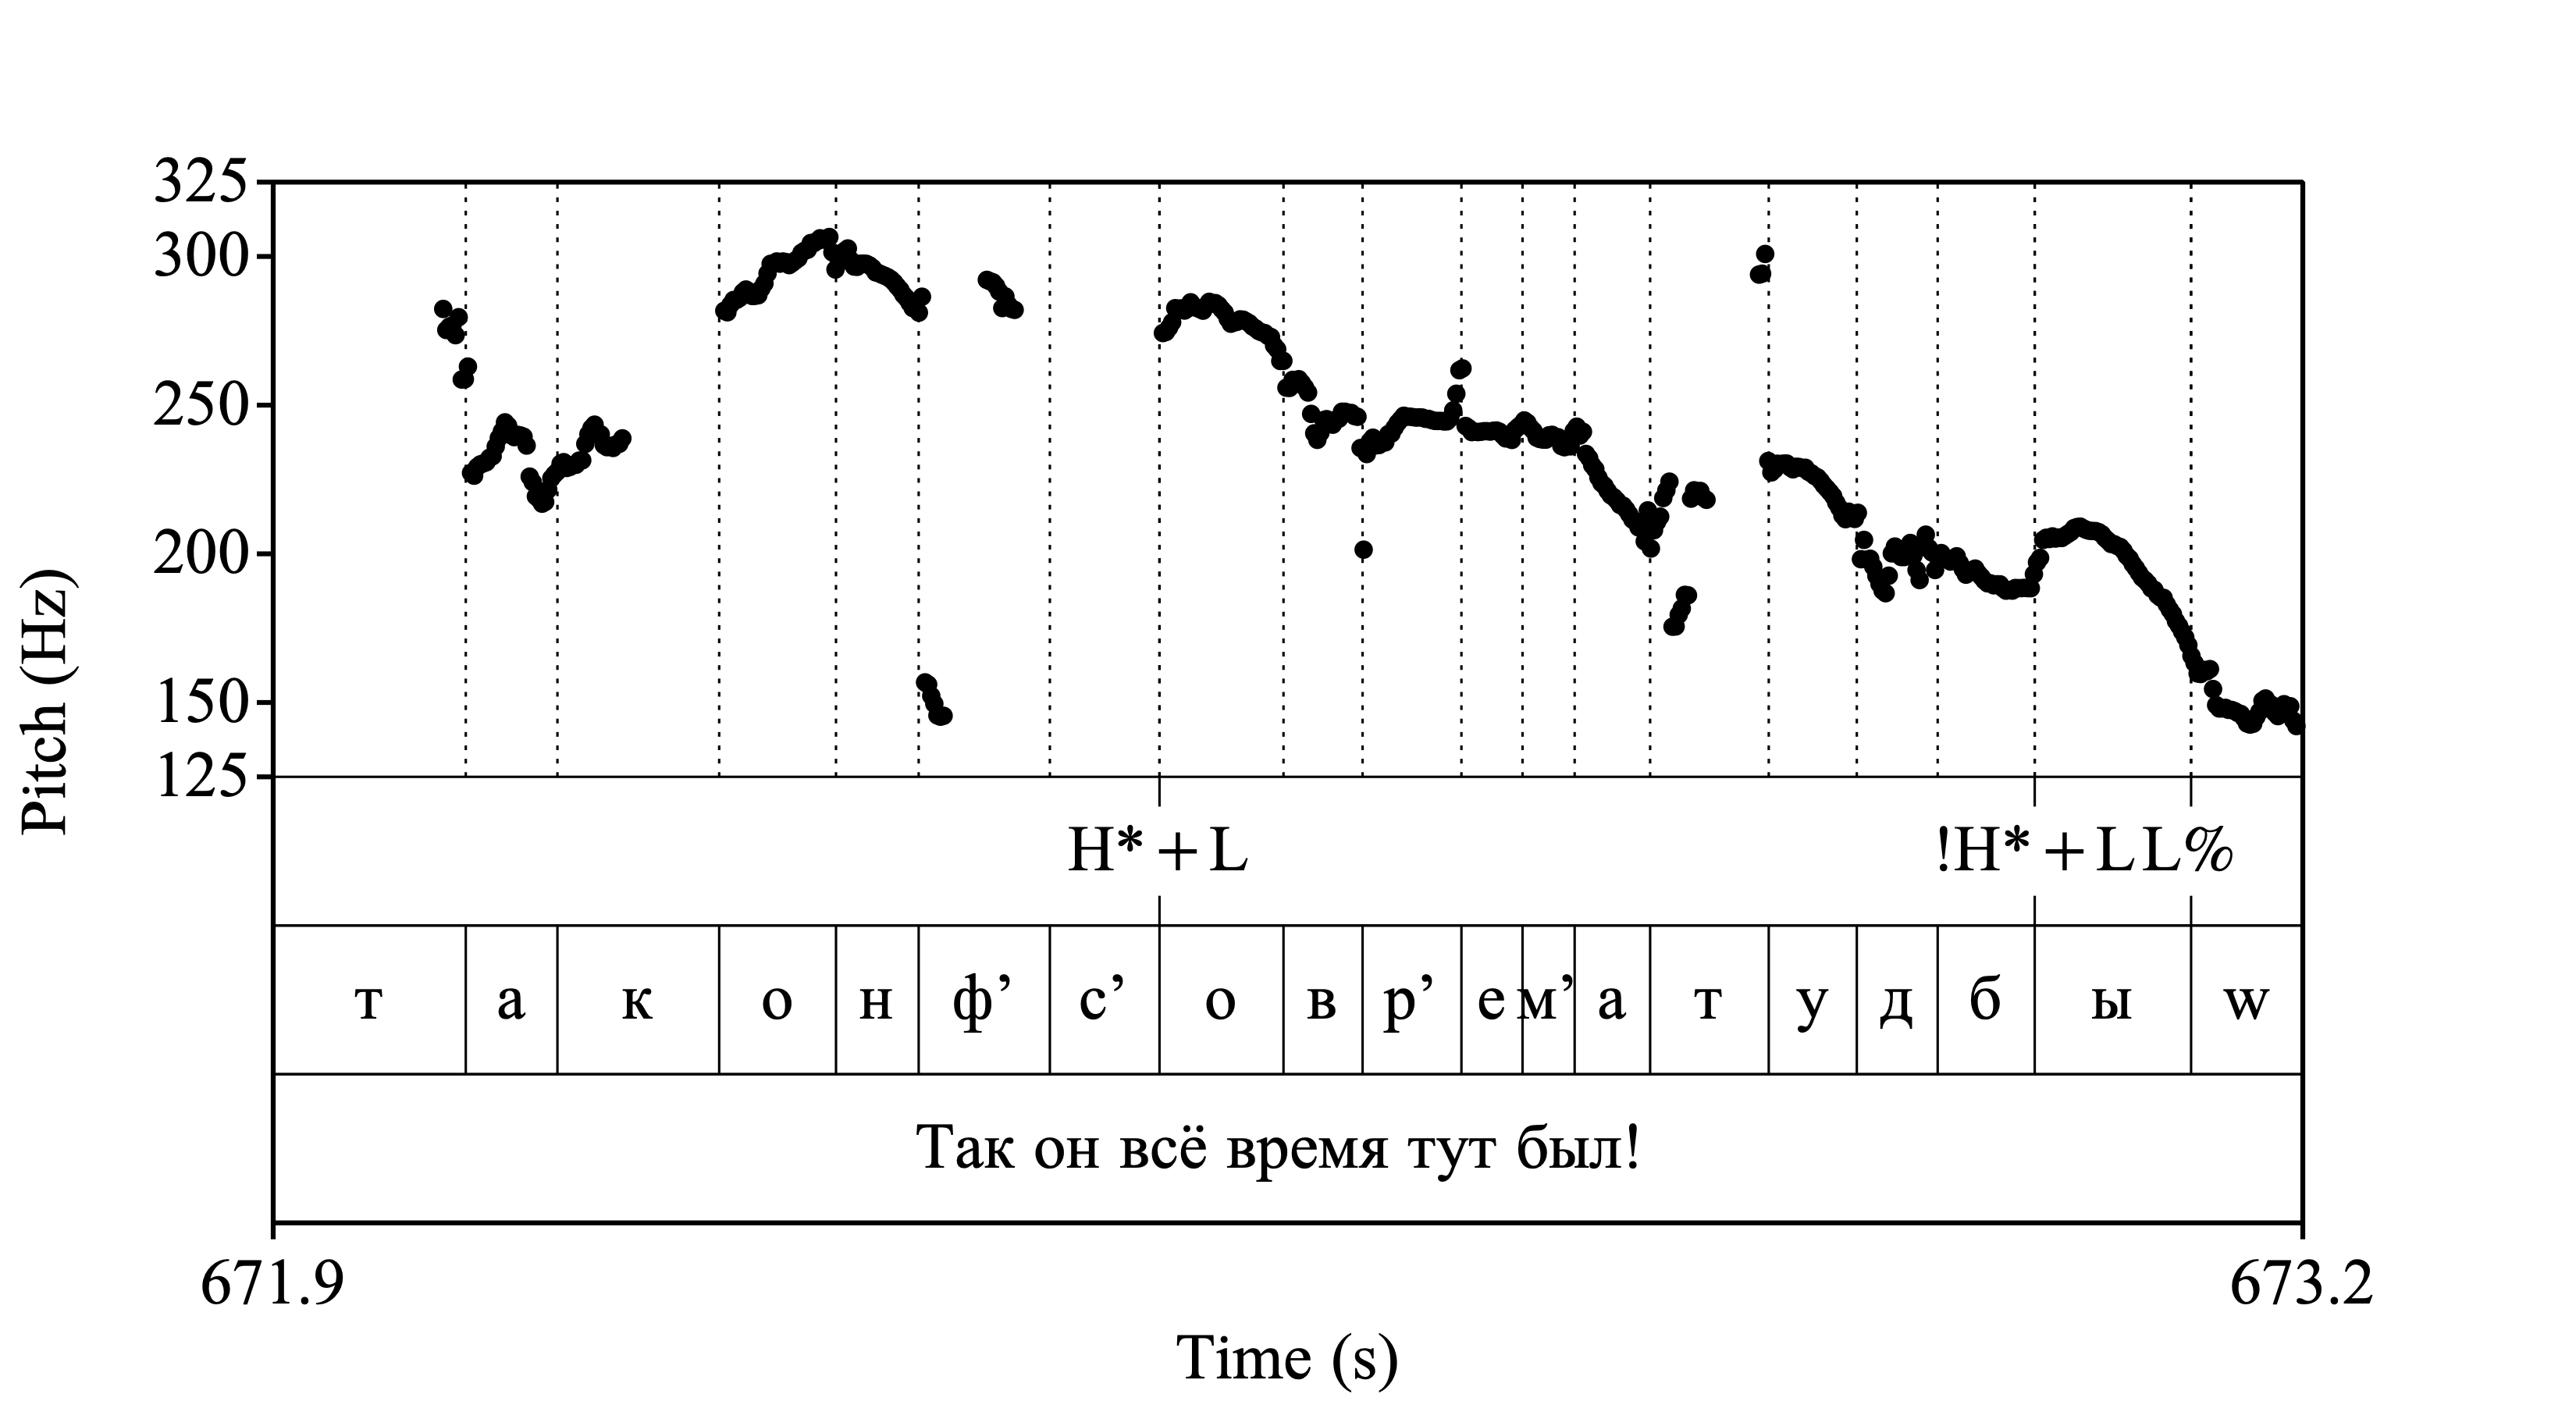 325
300
250
200
150
125
Pitch (Hz)
H* + L !H* + L L%
т а к о н ф’ с’ о в р’ е м’ а т у д б ы w
Так он всё время тут был!
671.9 673.2
Time (s)